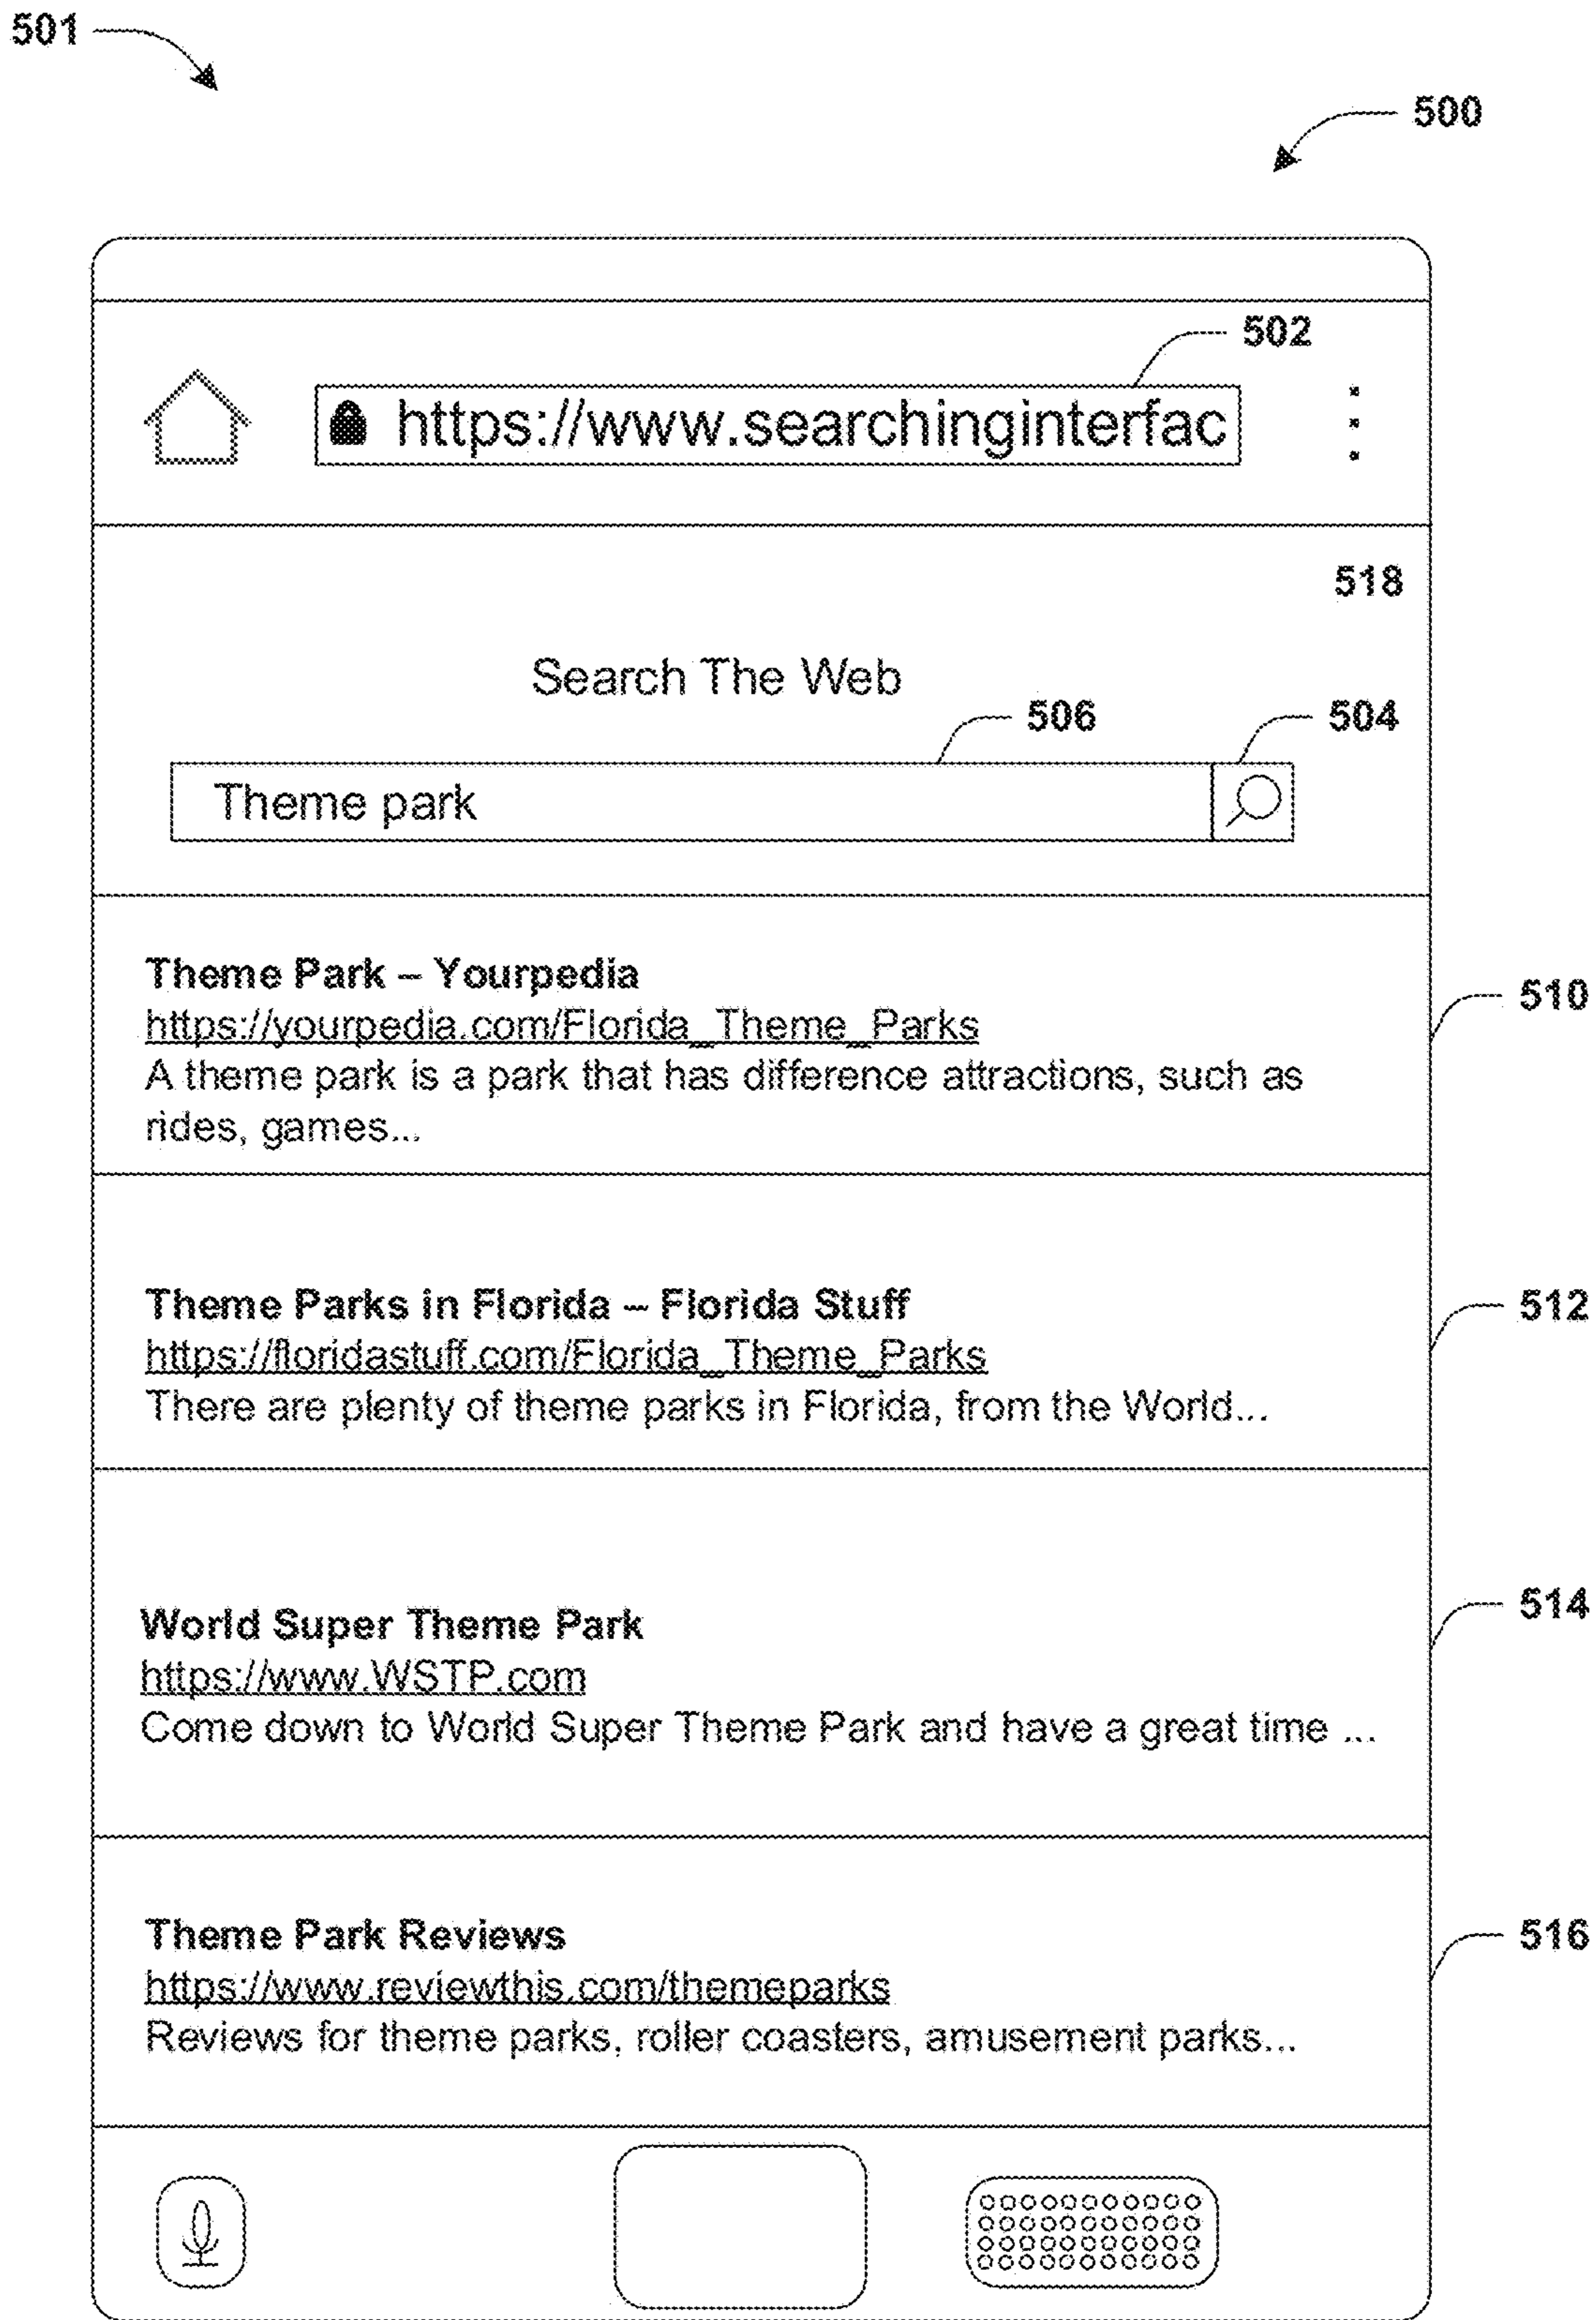 501
500
502
https://www.searchinginterfac
518
Search The Web
506
504
Theme park
Theme Park – Yourpedia
510
https://yourpedia.com/Florida_Theme_Parks
A theme park is a park that has difference attractions, such as
rides, games...
Theme Parks in Florida – Florida Stuff
512
https://floridastuff.com/Florida_Theme_Parks
There are plenty of theme parks in Florida, from the World...
514
World Super Theme Park
https://www.WSTP.com
Come down to World Super Theme Park and have a great time ...
Theme Park Reviews
516
https://www.reviewthis.com/themeparks
Reviews for theme parks, roller coasters, amusement parks...